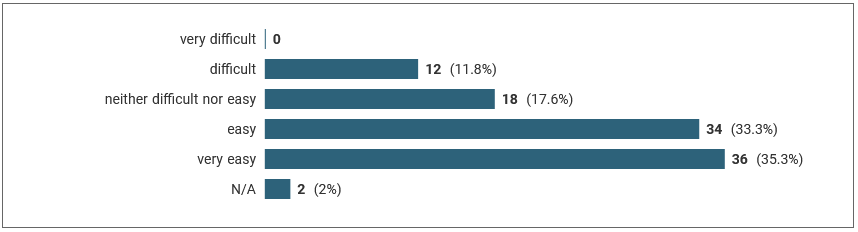 very difficult 0
difficult 12 (11.8%)
neither difficult nor easy 18 (17.6%)
easy 34 (33.3%)
very easy 36 (35.3%)
N/A 2 (2%)